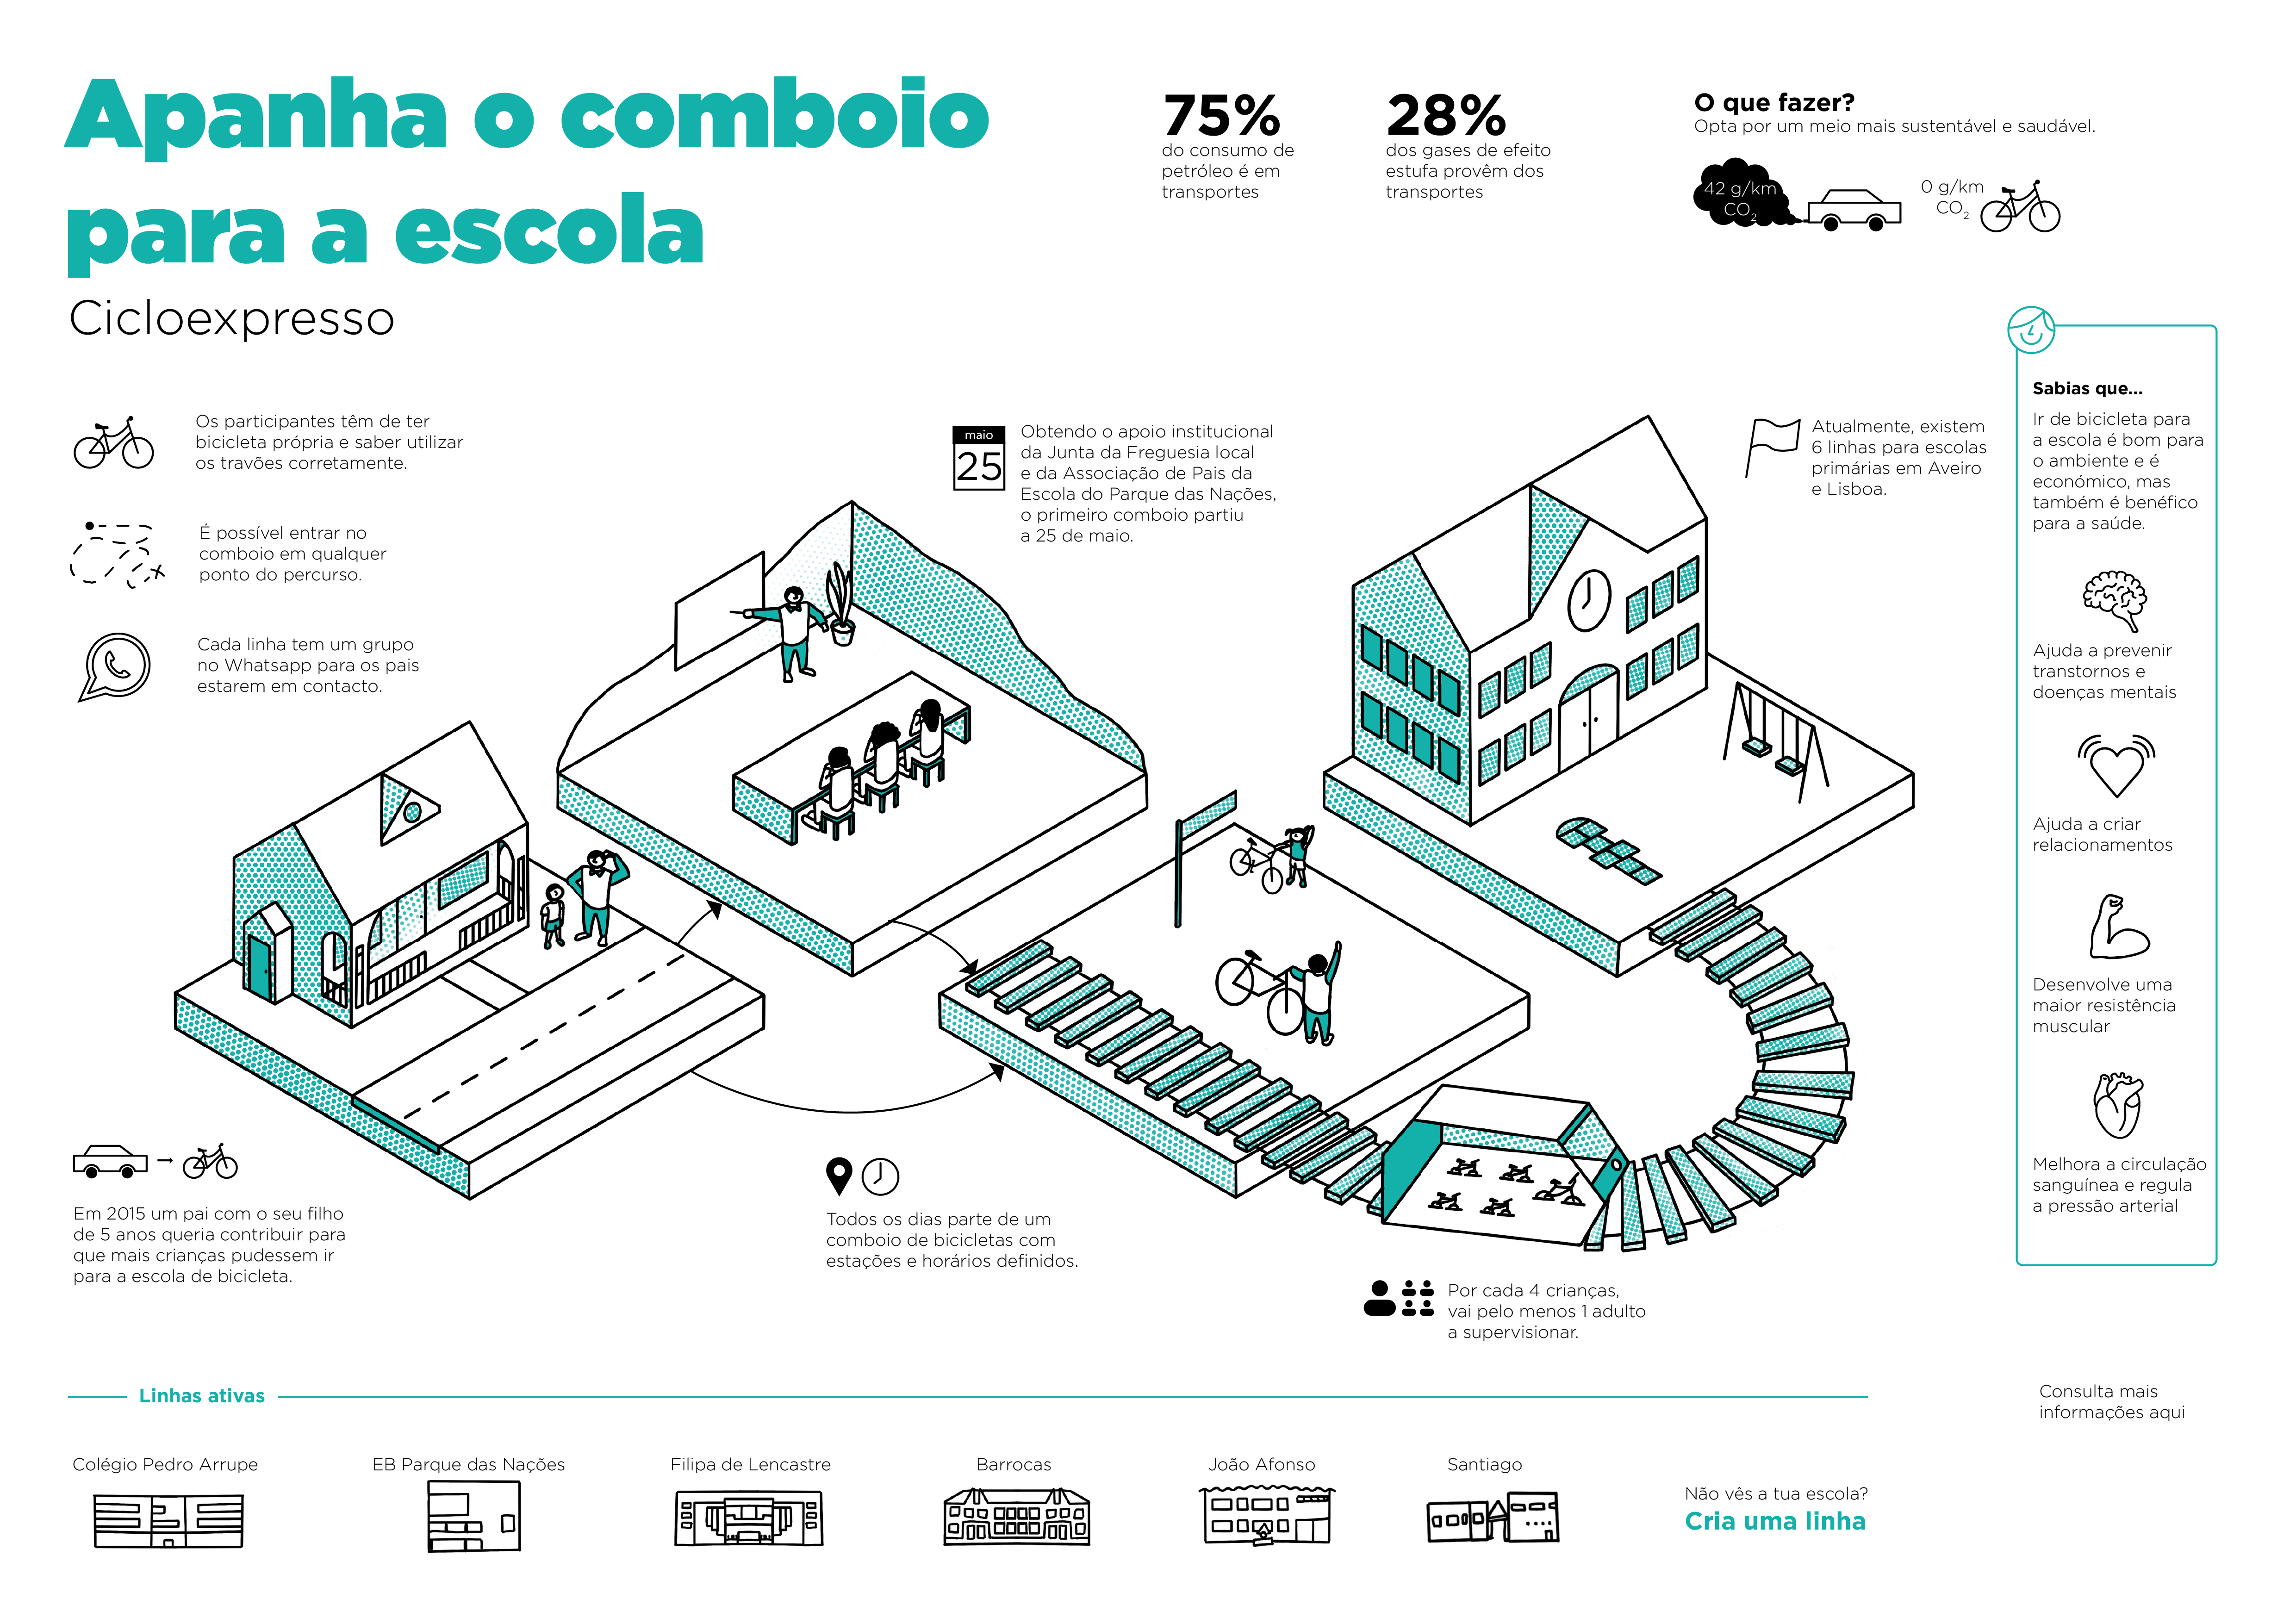 Apanha o comboio
para a escola
Cicloexpresso
75%
do consumo de
petróleo é em
transportes
28%
dos gases de efeito
estufa provêm dos
transportes
O que fazer?
Opta por um meio mais sustentável e saudável.
42 g/km
CO2
0 g/km
CO2
Os participantes têm de ter
bicicleta própria e saber utilizar
os travões corretamente.
É possível entrar no
comboio em qualquer
ponto do percurso.
Cada linha tem um grupo
no Whatsapp para os pais
estarem em contacto.
maio
25
Obtendo o apoio institucional
da Junta da Freguesia local
e da Associação de Pais da
Escola do Parque das Nações,
o primeiro comboio partiu
a 25 de maio.
Atualmente, existem
6 linhas para escolas
primárias em Aveiro
e Lisboa.
Sabias que...
Ir de bicicleta para
a escola é bom para
o ambiente e é
económico, mas
também é benéfico
para a saúde.
Ajuda a prevenir
transtornos e
doenças mentais
Ajuda a criar
relacionamentos
Desenvolve uma
maior resistência
muscular
Melhora a circulação
sanguínea e regula
a pressão arterial
Em 2015 um pai com o seu filho
de 5 anos queria contribuir para
que mais crianças pudessem ir
para a escola de bicicleta.
Todos os dias parte de um
comboio de bicicletas com
estações e horários definidos.
Por cada 4 crianças,
vai pelo menos 1 adulto
a supervisionar.
Linhas ativas
Consulta mais
informações aqui
Colégio Pedro Arrupe
EB Parque das Nações
Filipa de Lencastre
Barrocas
João Afonso
Santiago
Não vês a tua escola?
Cria uma linha